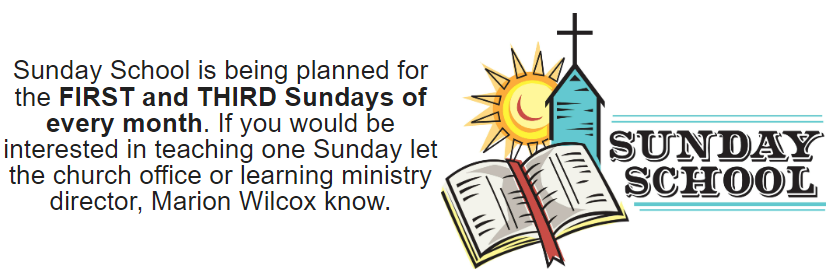 Sunday School is being planned for
the FIRST and THIRD Sundays of
every month. If you would be
interested in teaching one Sunday let
the church office or learning ministry
director, Marion Wilcox know.
SUNDAY
SCHOOL